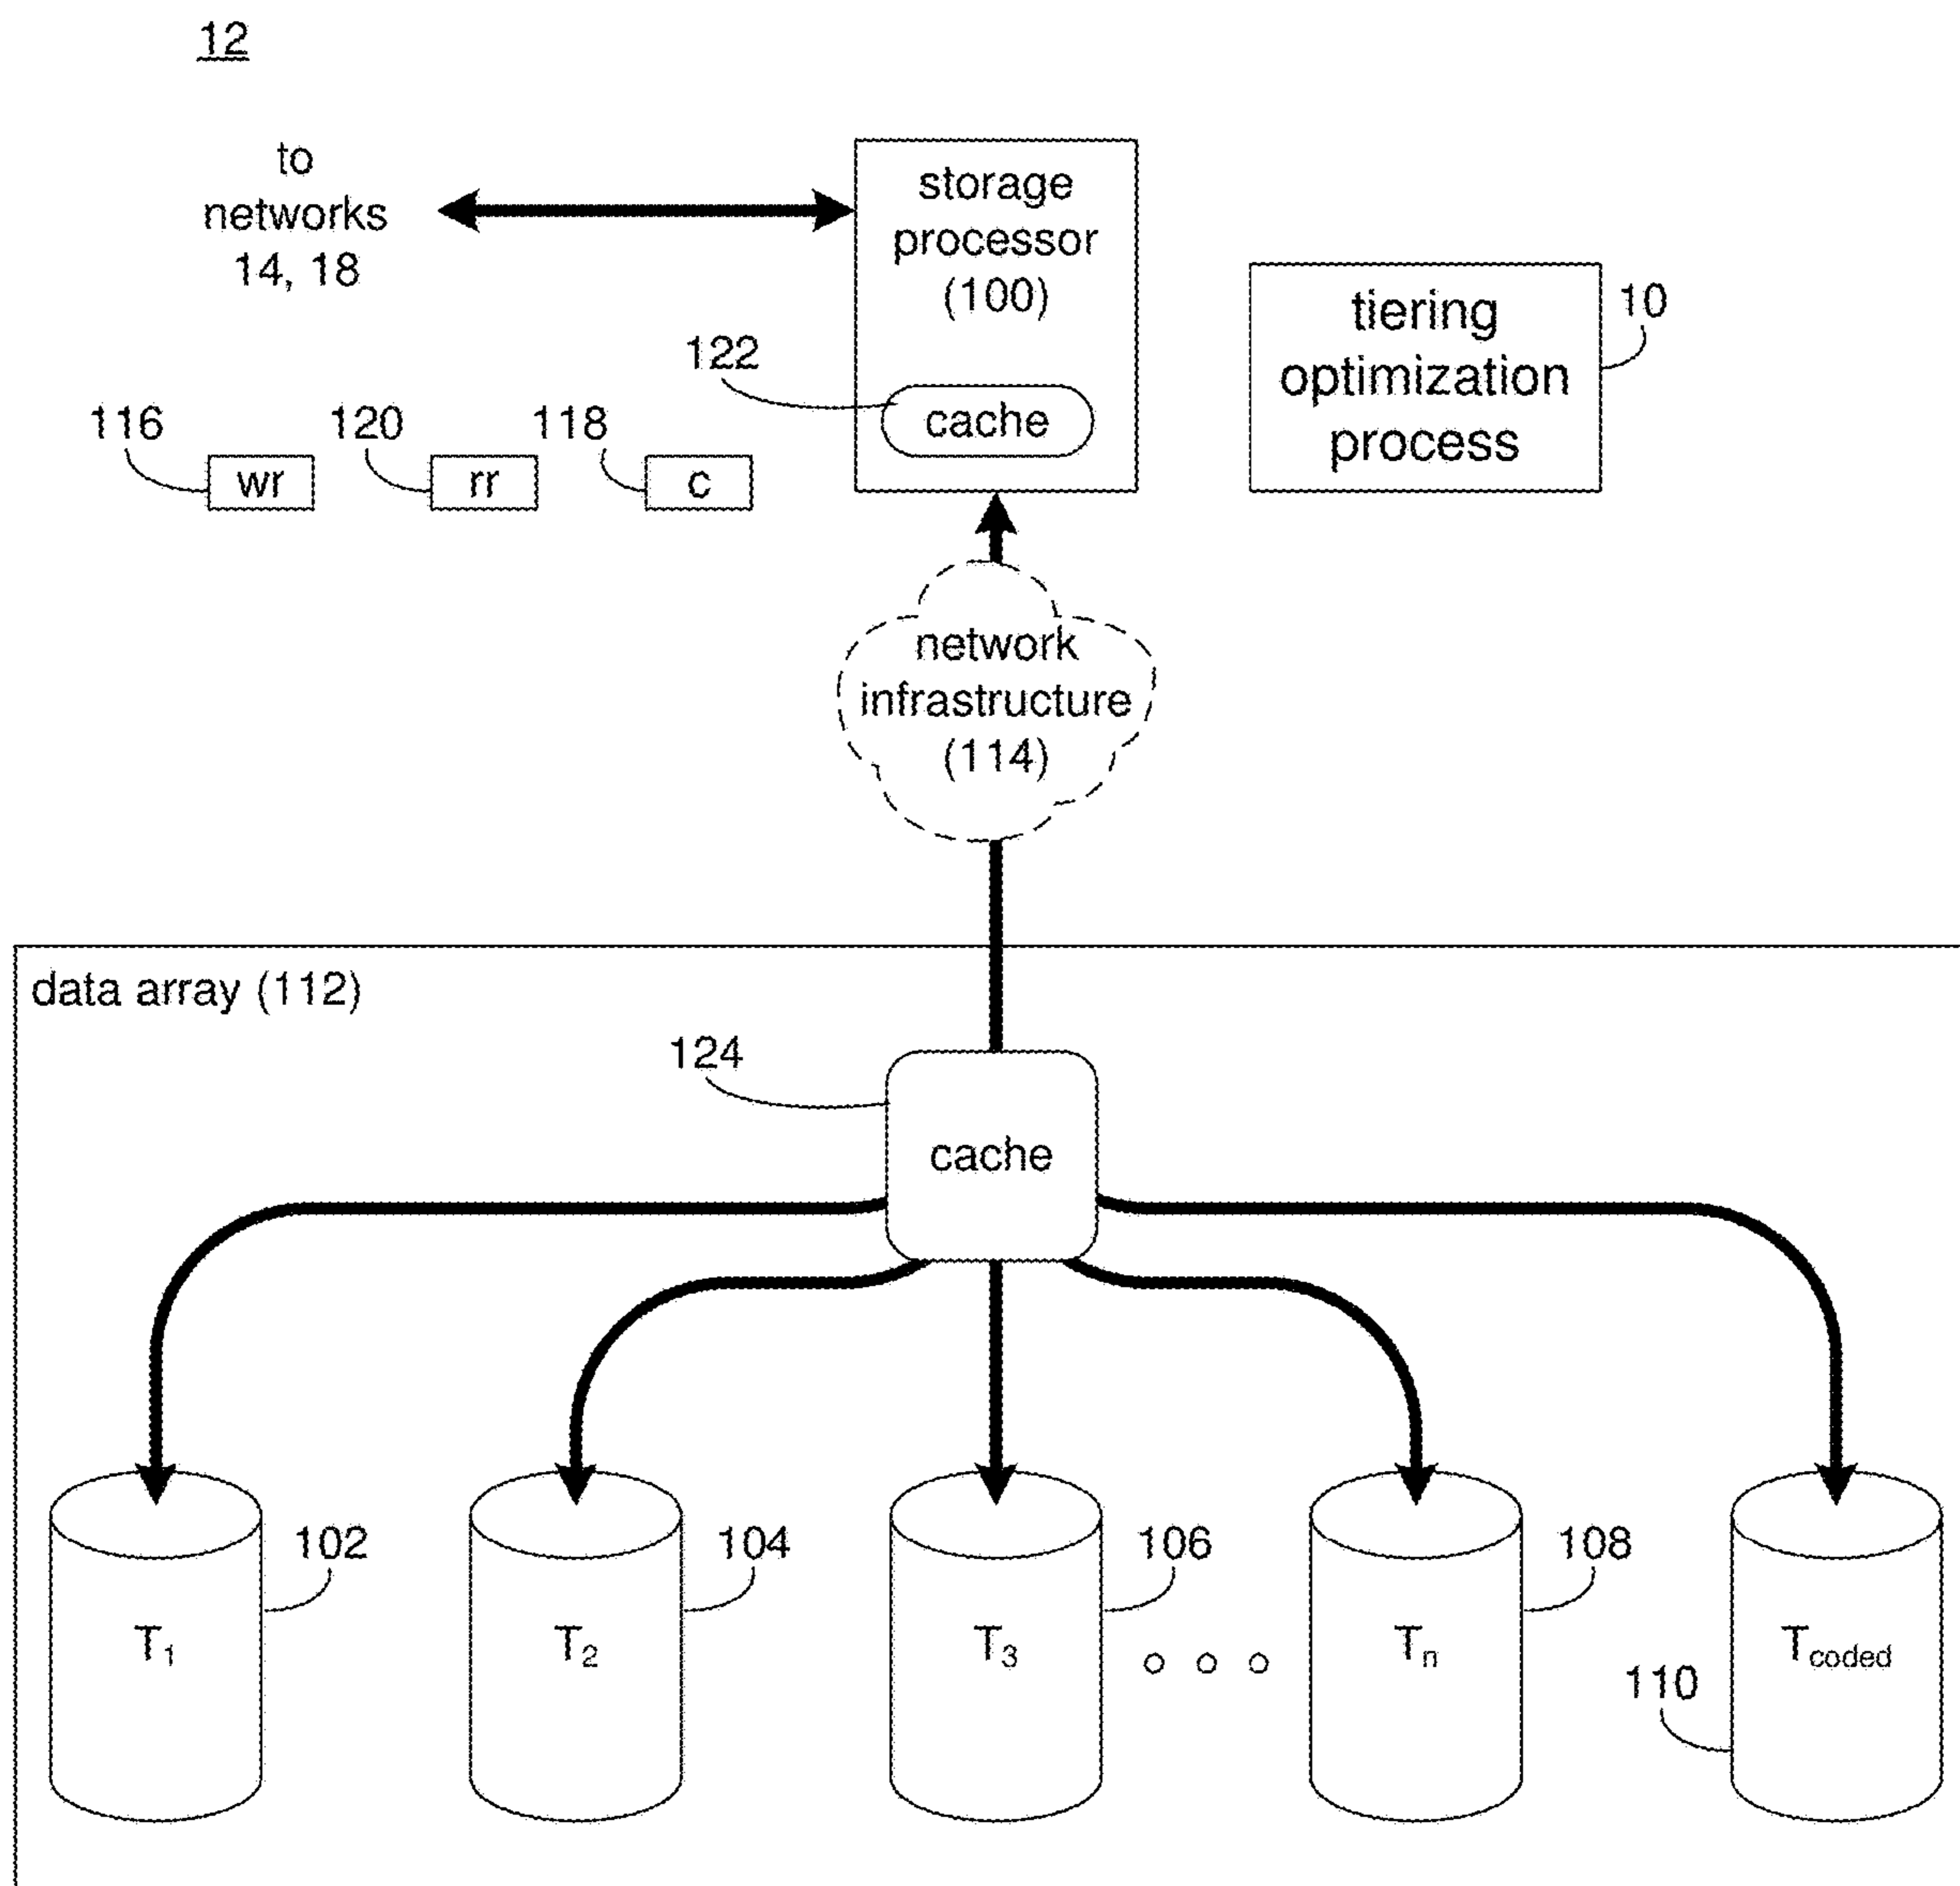 12
to
networks
14, 18
storage
processor
(100)
122
cache
tiering
optimization
process
10
116
wr
120
rr
118
c
network
infrastructure
(114)
data array (112)
124
cache
102
T1
104
T2
106
T3
108
Tn
110
Tcoded